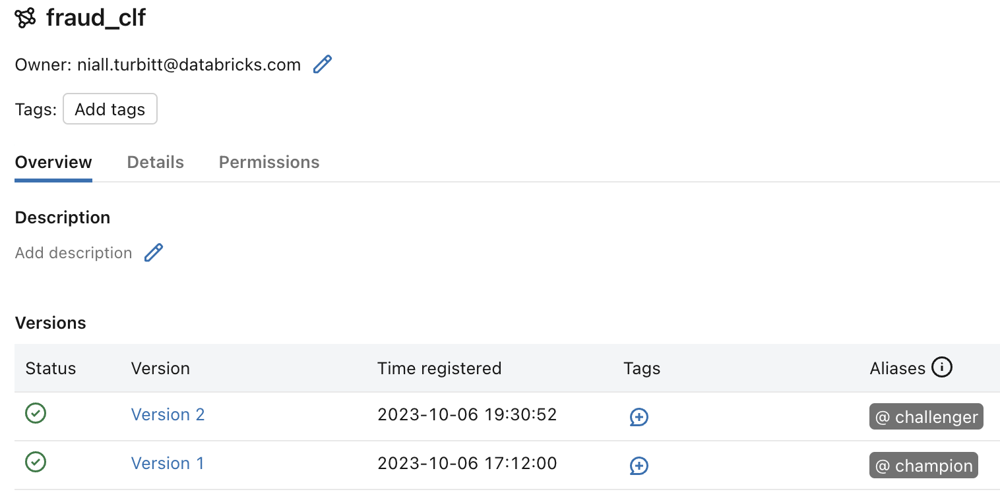 fraud_clf
Owner: niall.turbitt@databricks.com
Tags: Add tags
Overview Details Permissions
Description
Add description
Versions
Status Version Time registered Tags Aliases
Version 2 2023-10-06 19:30:52 @ challenger
Version 1 2023-10-06 17:12:00 @ champion